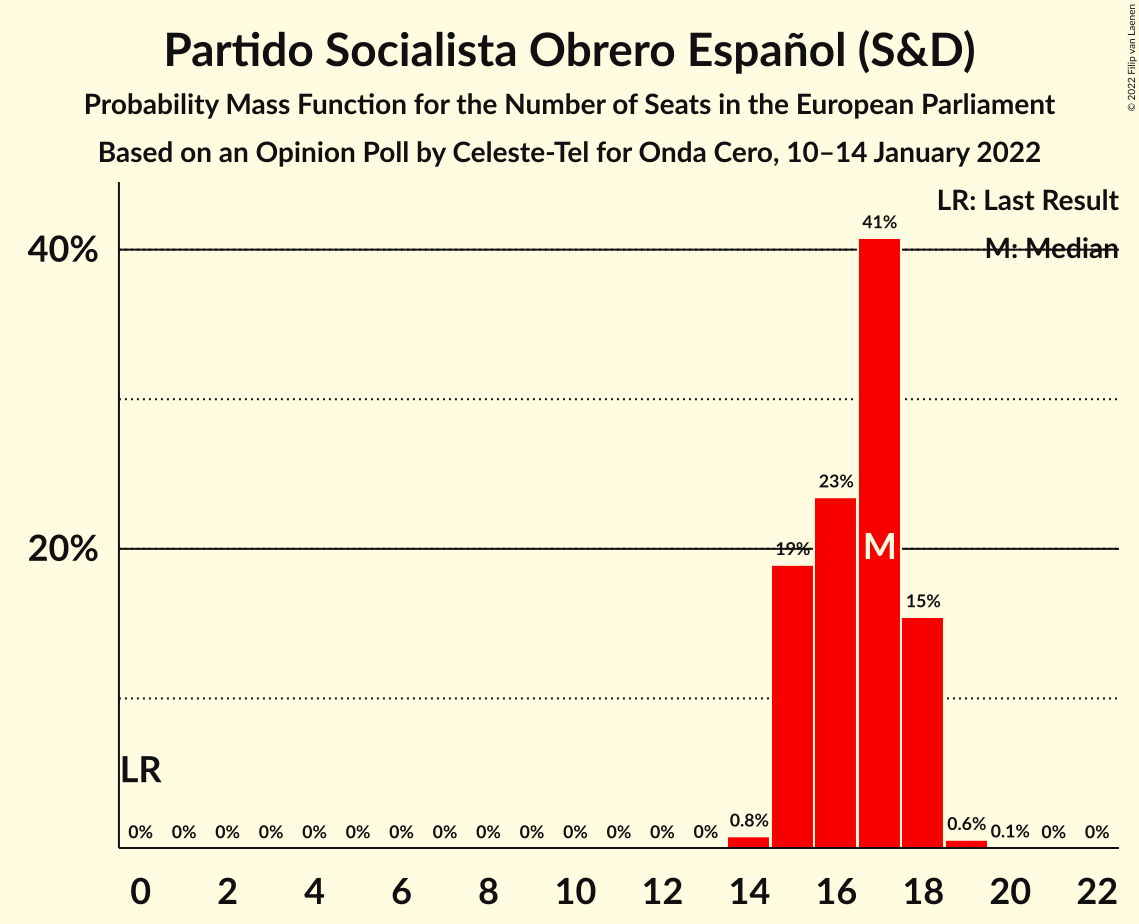 Partido Socialista Obrero Español (S&D)
Probability Mass Function for the Number of Seats in the European Parliament
Based on an Opinion Poll by Celeste-Tel for Onda Cero, 10–14 January 2022
© 2022 Filip van Laenen
LR: Last Result
M: Median
40%
20%
41%
23%
19%
M
15%
LR
0% 0% 0% 0% 0% 0% 0% 0% 0% 0% 0% 0% 0% 0% 0.8% 0.6% 0.1% 0% 0%
0 2 4 6 8 10 12 14 16 18 20 22